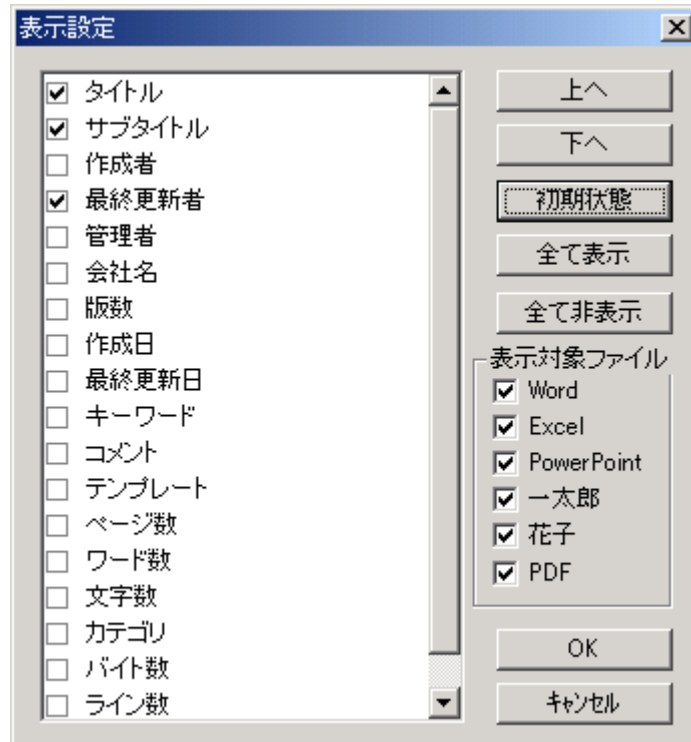 表示設定
タイトル
サブタイトル
作成者
最終更新者
管理者
会社名
版数
作成日
最終更新日
キーワード
コメント
テンプレート
ページ数
ワード数
文字数
カテゴリ
バイト数
ライン数
上へ
下へ
初期状態
全て表示
全て非表示
表示対象ファイル
Word
Excel
PowerPoint
一太郎
花子
PDF
OK
キャンセル